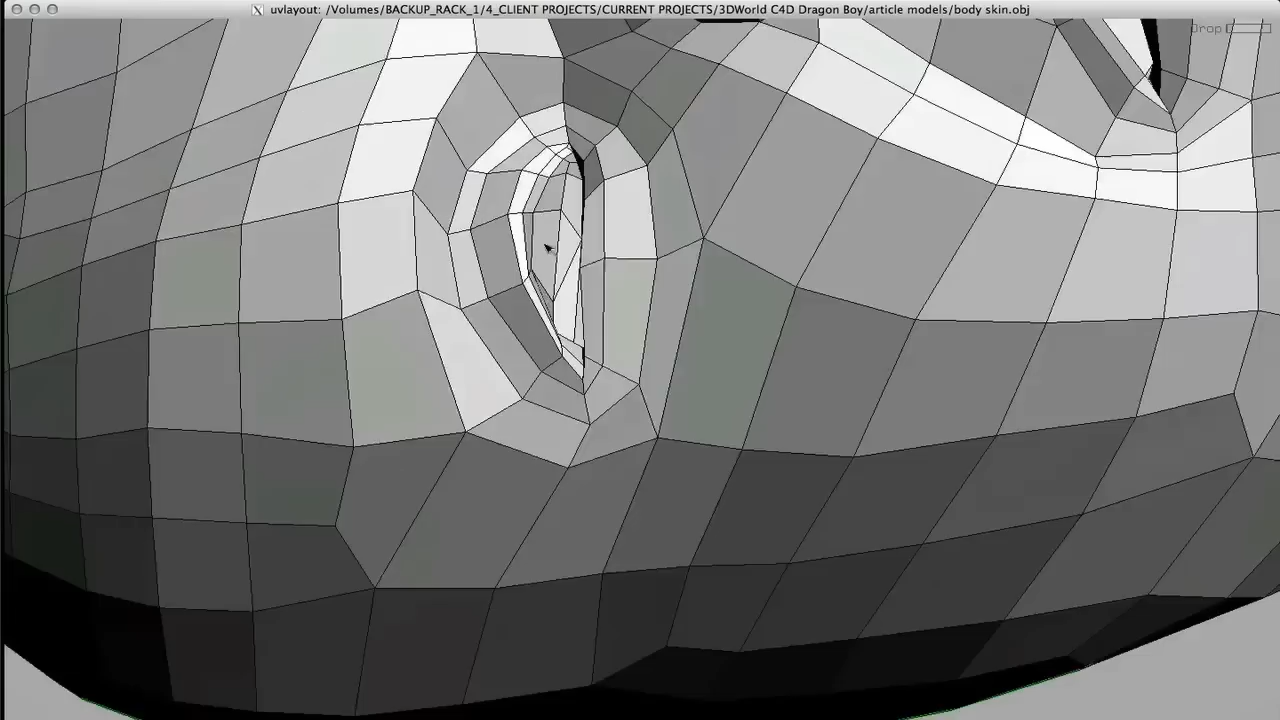 uvlayout: /Volumes/BACKUP_RACK_1/4_CLIENT PROJECTS/CURRENT PROJECTS/3DWorld C4D Dragon Boy/article models/body skin.obj
Drop